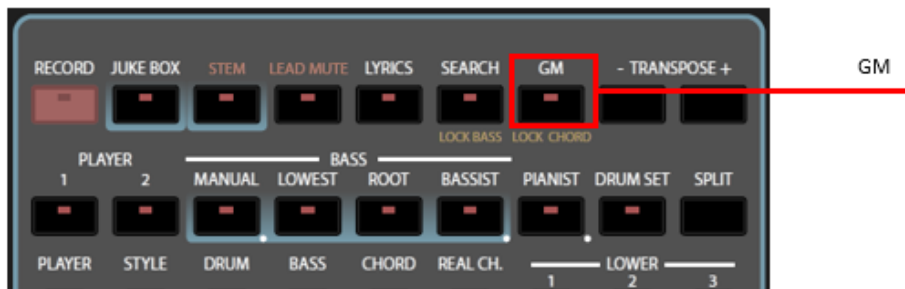 RECORD JUKE BOX STEM LEAD MUTE LYRICS SEARCH GM - TRANSPOSE + GM
LOCK BASS LOCK CHORD
PLAYER BASS
1 2 MANUAL LOWEST ROOT BASSIST PIANIST DRUM SET SPLIT
PLAYER STYLE DRUM BASS CHORD REAL CH. LOWER
1 2 3